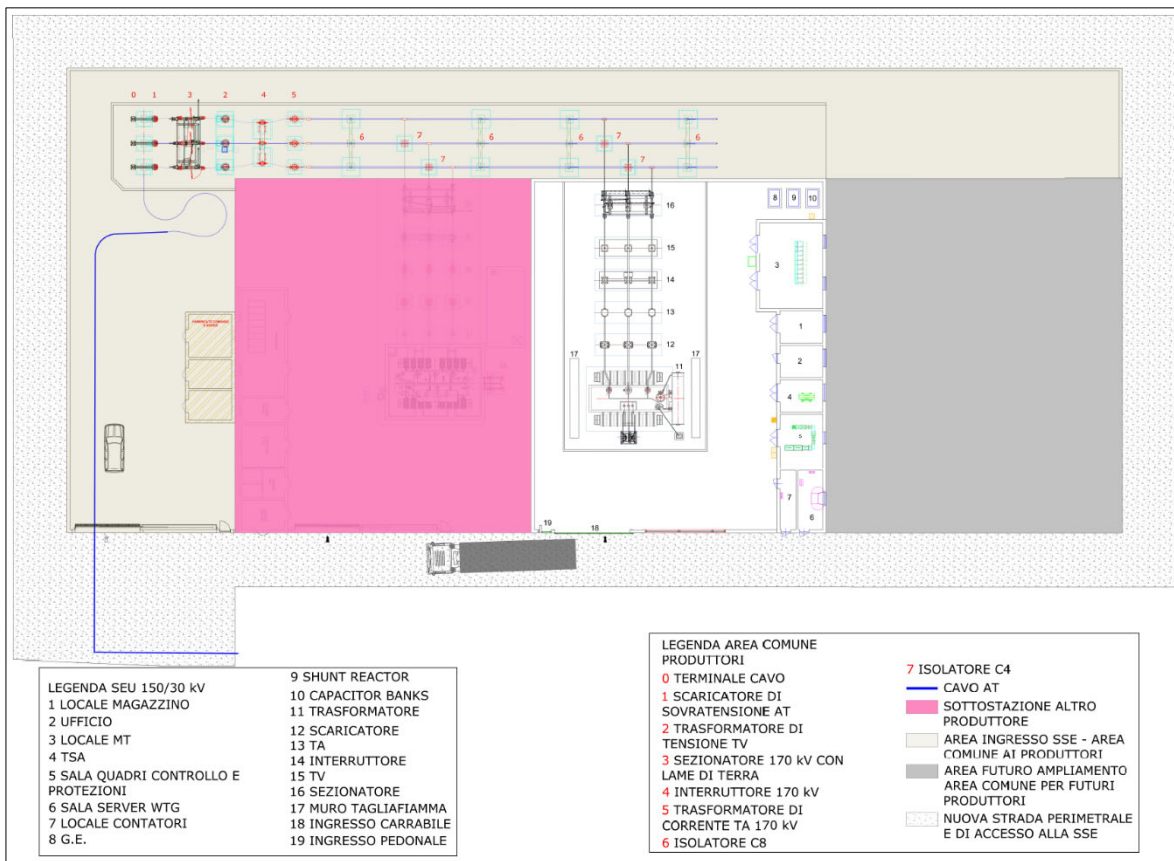 0 1 3 2 4 5
6 7 6 6 7 6
7 7
16
15
14
13
12
17 17
11
8 9 10
3
1
2
4
5
7
6
19
18
LEGENDA SEU 150/30 kV
1 LOCALE MAGAZZINO
2 UFFICIO
3 LOCALE MT
4 TSA
5 SALA QUADRI CONTROLLO E
PROTEZIONI
6 SALA SERVER WTG
7 LOCALE CONTATORI
8 G.E.
9 SHUNT REACTOR
10 CAPACITOR BANKS
11 TRASFORMATORE
12 SCARICATORE
13 TA
14 INTERRUTTORE
15 TV
16 SEZIONATORE
17 MURO TAGLIAFIAMMA
18 INGRESSO CARRABILE
19 INGRESSO PEDONALE
LEGENDA AREA COMUNE
PRODUTTORI
0 TERMINALE CAVO
1 SCARICATORE DI
SOVRATENSIONE AT
2 TRASFORMATORE DI
TENSIONE TV
3 SEZIONATORE 170 kV CON
LAME DI TERRA
4 INTERRUTTORE 170 kV
5 TRASFORMATORE DI
CORRENTE TA 170 kV
6 ISOLATORE C8
7 ISOLATORE C4
CAVO AT
SOTTOSTAZIONE ALTRO
PRODUTTORE
AREA INGRESSO SSE - AREA
COMUNE AI PRODUTTORI
AREA FUTURO AMPLIAMENTO
AREA COMUNE PER FUTURI
PRODUTTORI
NUOVA STRADA PERIMETRALE
E DI ACCESSO ALLA SSE